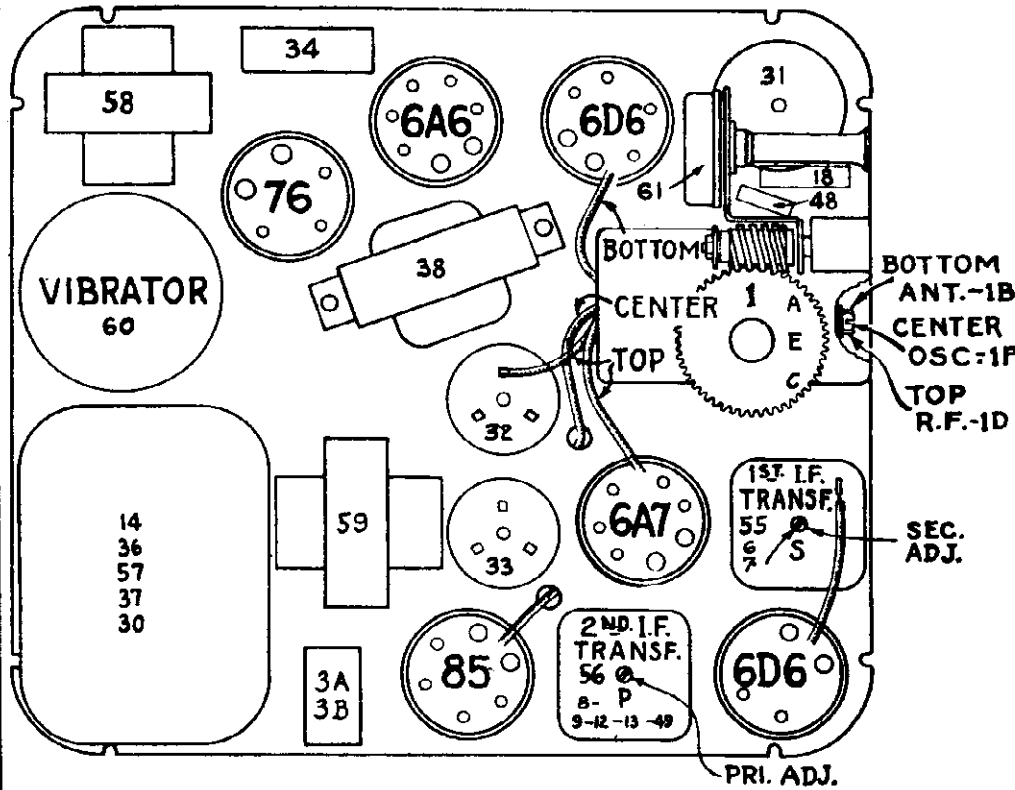 34
58
6A6
6D6
31
76
61
18
48
38
BOTTOM
VIBRATOR
60
CENTER
TOP
1
A
E
C
BOTTOM
ANT.-1B
CENTER
OSC=1F
TOP
R.F.-1D
32
14
36
57
37
30
59
33
6A7
1ST. I.F.
TRANSF.
55
6
7
S
SEC.
ADJ.
3A
3B
85
2ND. I.F.
TRANSF.
56
8- P
9-12-13-49
6D6
PRI. ADJ.